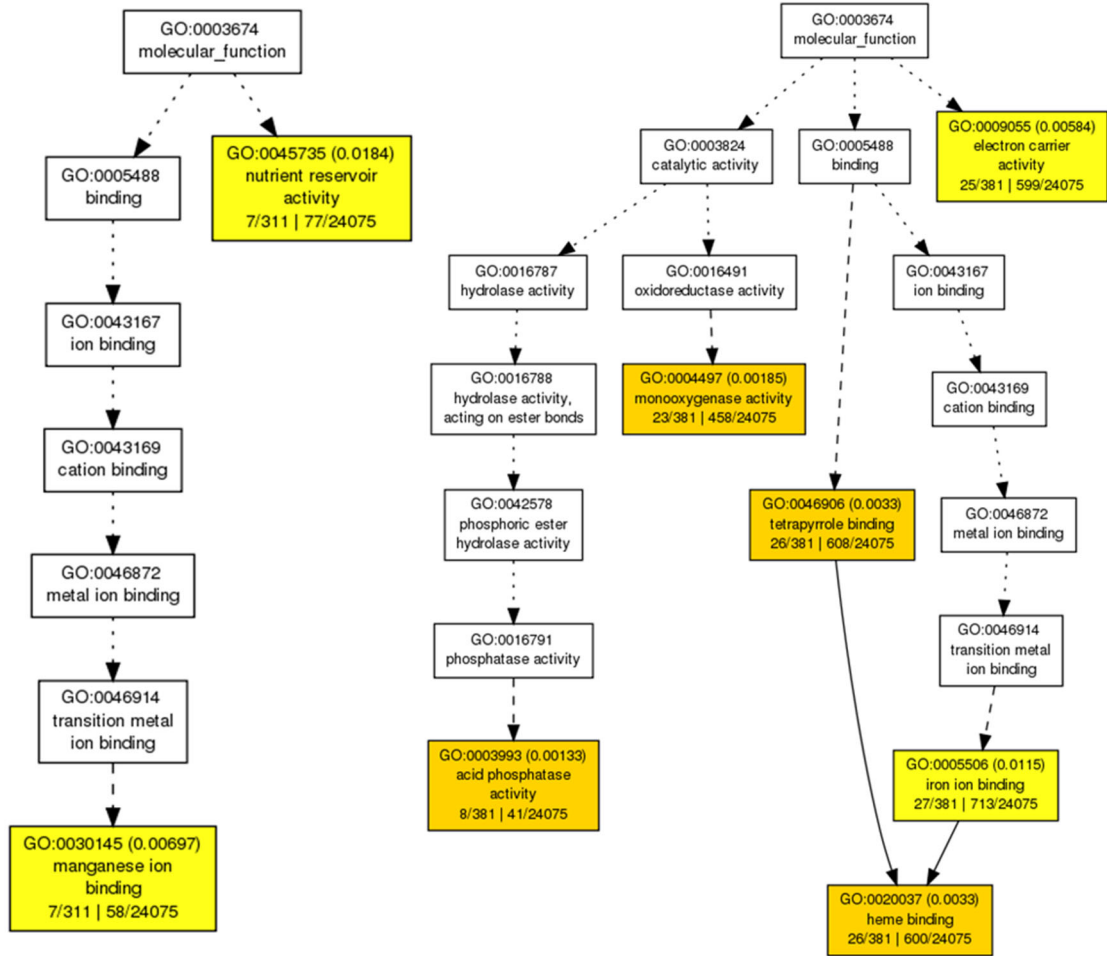 GO:0003674
molecular_function
GO:0005488
binding
GO:0045735 (0.0184)
nutrient reservoir
activity
7/311 | 77/24075
GO:0043167
ion binding
GO:0043169
cation binding
GO:0046872
metal ion binding
GO:0046914
transition metal
ion binding
GO:0030145 (0.00697)
manganese ion
binding
7/311 | 58/24075
GO:0003674
molecular_function
GO:0003824
catalytic activity
GO:0005488
binding
GO:0009055 (0.00584)
electron carrier
activity
25/381 | 599/24075
GO:0016787
hydrolase activity
GO:0016491
oxidoreductase activity
GO:0043167
ion binding
GO:0016788
hydrolase activity,
acting on ester bonds
GO:0004497 (0.00185)
monooxygenase activity
23/381 | 458/24075
GO:0043169
cation binding
GO:0042578
phosphoric ester
hydrolase activity
GO:0046906 (0.0033)
tetrapyrrole binding
26/381 | 608/24075
GO:0046872
metal ion binding
GO:0016791
phosphatase activity
GO:0046914
transition metal
ion binding
GO:0003993 (0.00133)
acid phosphatase
activity
8/381 | 41/24075
GO:0005506 (0.0115)
iron ion binding
27/381 | 713/24075
GO:0020037 (0.0033)
heme binding
26/381 | 600/24075